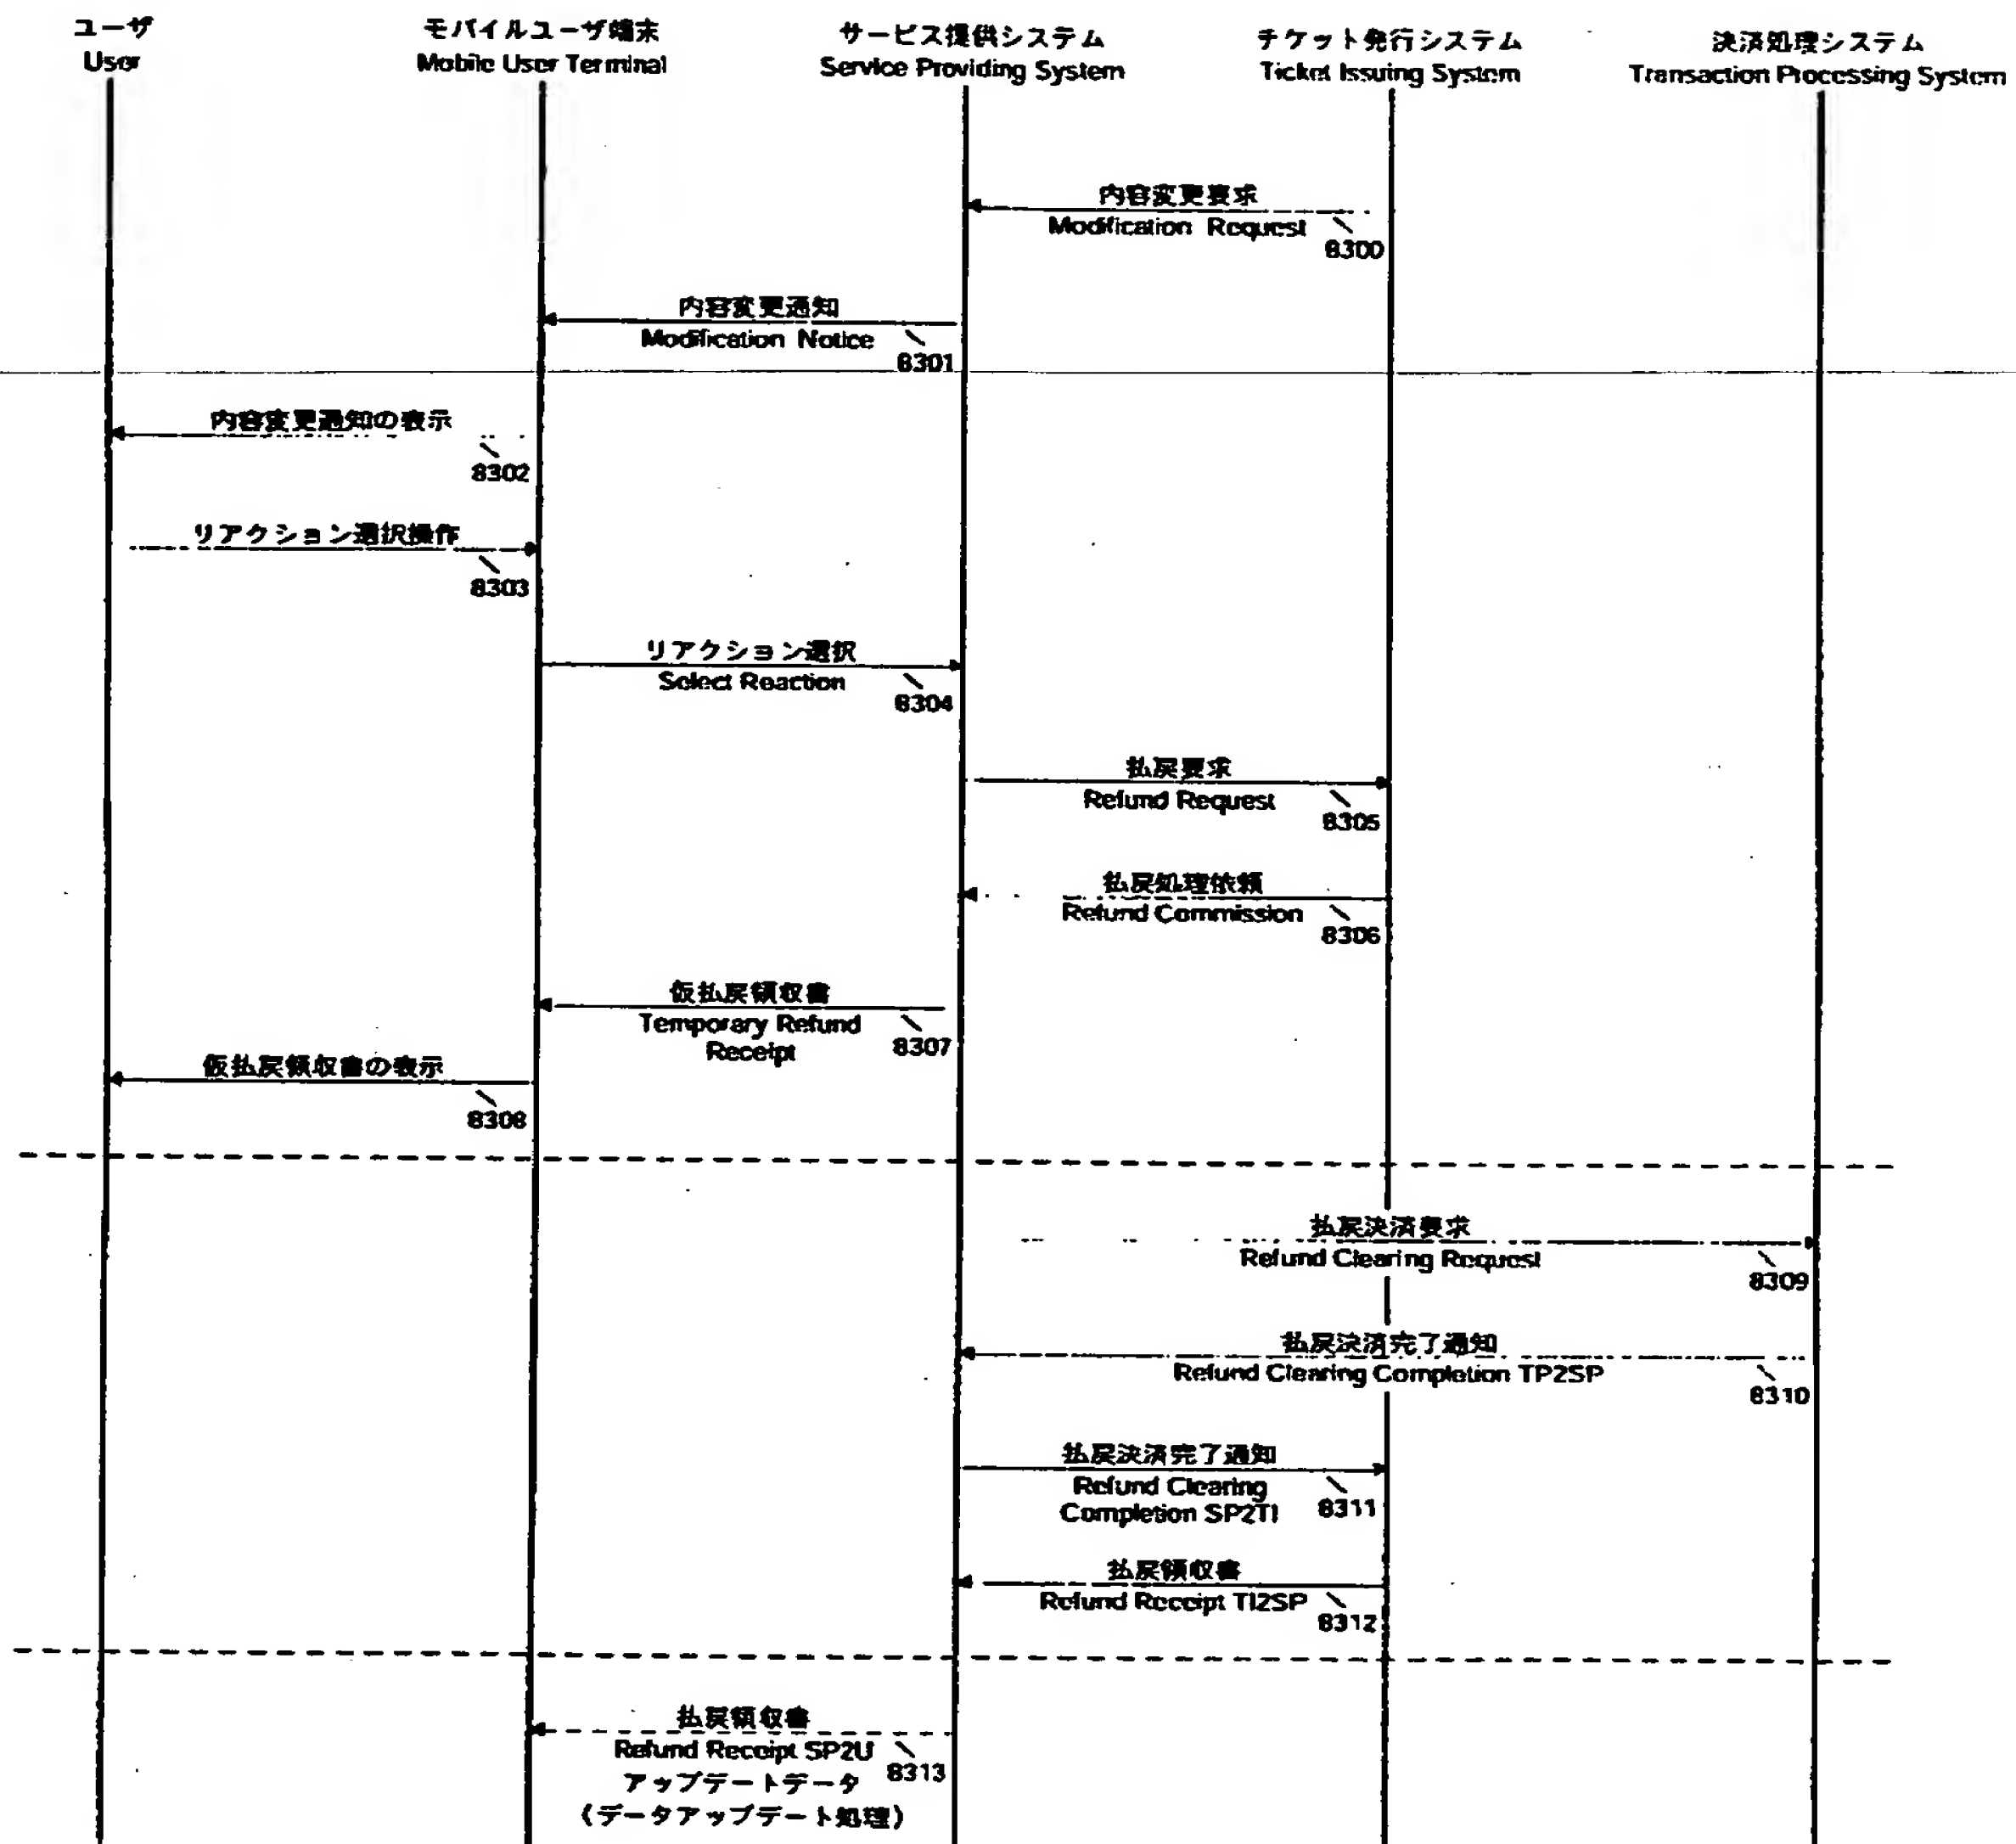 ユーザ
User
モバイルユーザ端末
Mobile User Terminal
サービス提供システム
Service Providing System
チケット発行システム
Ticket Issuing System
決済処理システム
Transaction Processing System
内容変更要求
Modification Request
8300
内容変更通知
Modification Notice
8301
内容変更通知の表示
8302
リアクション選択操作
8303
リアクション選択
Select Reaction
8304
払戻要求
Refund Request
8305
払戻処理依頼
Refund Commission
8306
仮払戻領収書
Temporary Refund
Receipt
8307
仮払戻領収書の表示
8308
払戻決済要求
Refund Clearing Request
8309
払戻決済完了通知
Refund Clearing Completion TP2SP
8310
払戻決済完了通知
Refund Clearing
Completion SP2TI
8311
払戻領収書
Refund Receipt TI2SP
8312
払戻領収書
Refund Receipt SP2U
8313
アップデートデータ
(データアップデート処理)